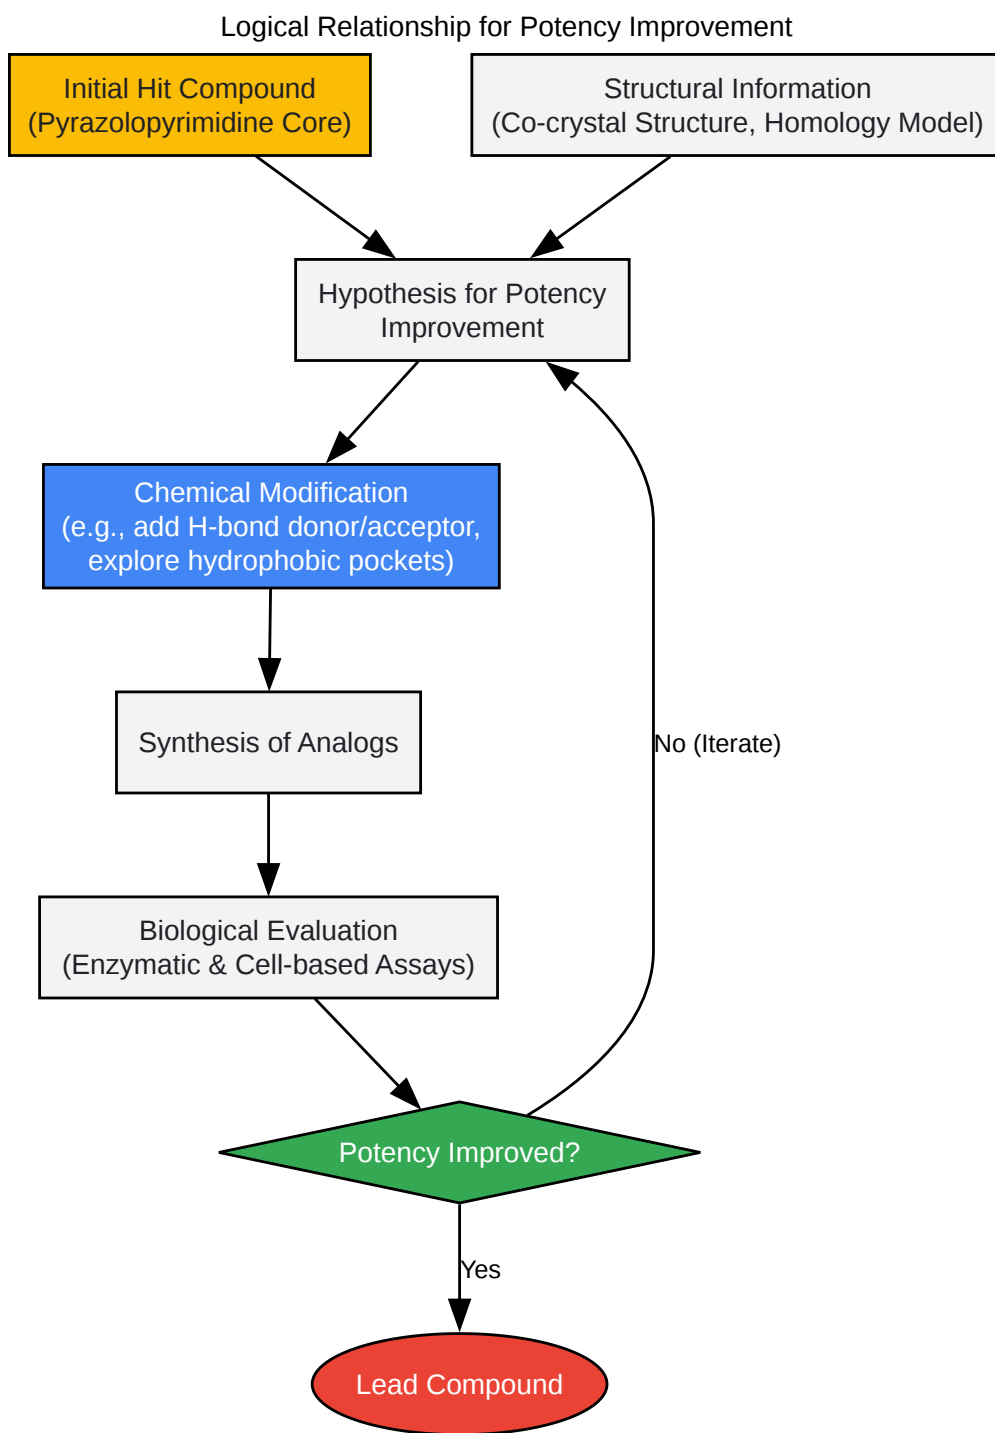 Logical Relationship for Potency Improvement
Initial Hit Compound
(Pyrazolopyrimidine Core)
Structural Information
(Co-crystal Structure, Homology Model)
Hypothesis for Potency
Improvement
Chemical Modification
(e.g., add H-bond donor/acceptor,
explore hydrophobic pockets)
Synthesis of Analogs
No (Iterate)
Biological Evaluation
(Enzymatic & Cell-based Assays)
Potency Improved?
Yes
Lead Compound